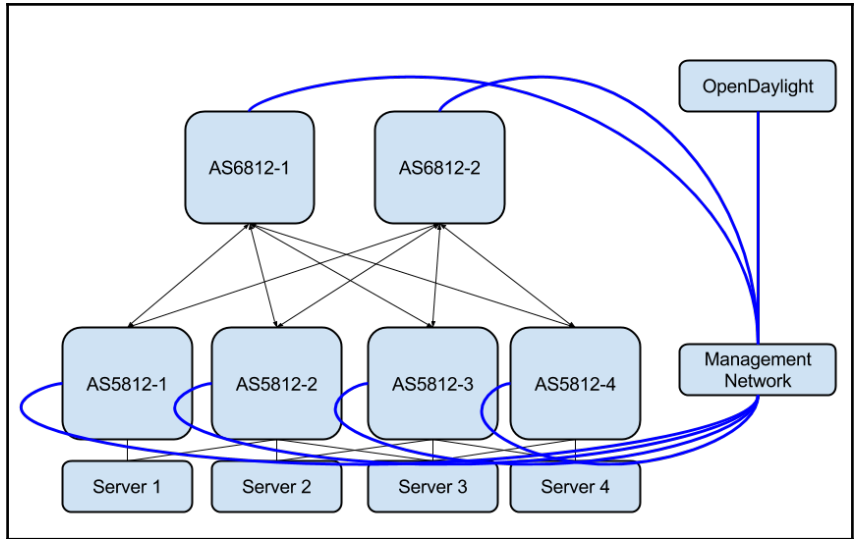 OpenDaylight
AS6812-1
AS6812-2
AS5812-1
AS5812-2
AS5812-3
AS5812-4
Management
Network
Server 1
Server 2
Server 3
Server 4